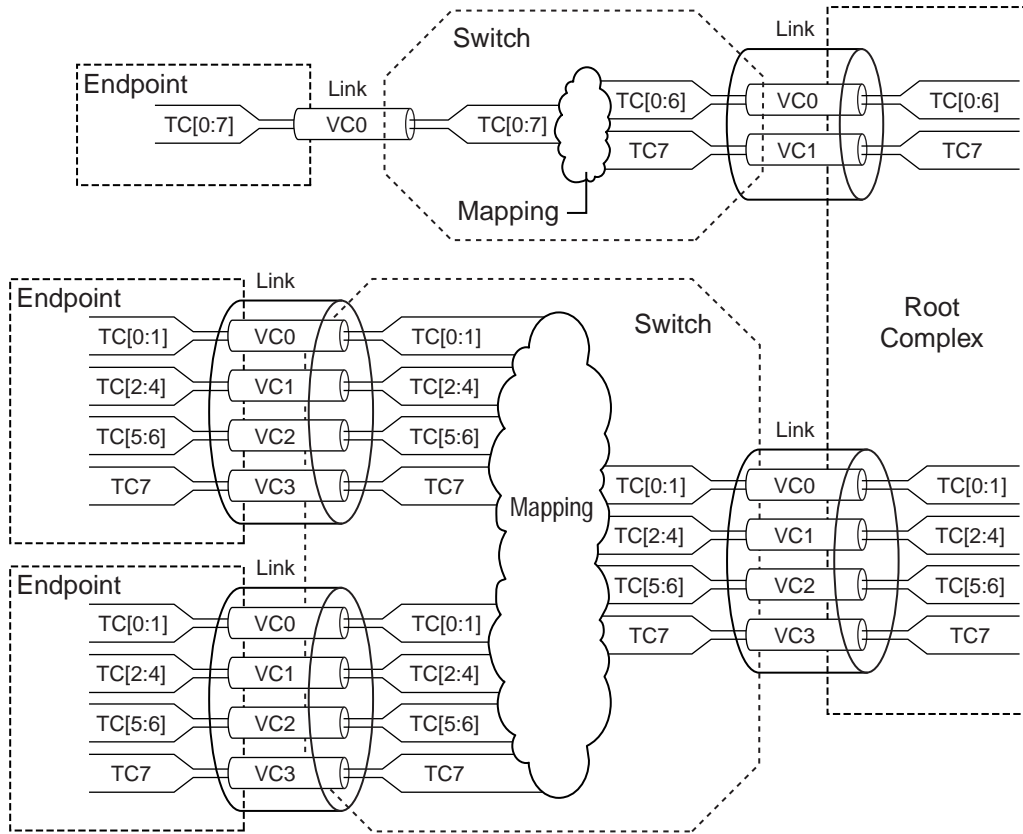 Switch
Link
Endpoint
Link
TC[0:7]
VC0
TC[0:7]
TC[0:6]
VC0
TC[0:6]
TC7
VC1
TC7
Mapping
Link
Endpoint
Switch
Root
Complex
TC[0:1]
VC0
TC[0:1]
TC[2:4]
VC1
TC[2:4]
TC[5:6]
VC2
TC[5:6]
TC7
VC3
TC7
Mapping
Link
TC[0:1]
VC0
TC[0:1]
TC[2:4]
VC1
TC[2:4]
TC[5:6]
VC2
TC[5:6]
TC7
VC3
TC7
Link
Endpoint
TC[0:1]
VC0
TC[0:1]
TC[2:4]
VC1
TC[2:4]
TC[5:6]
VC2
TC[5:6]
TC7
VC3
TC7